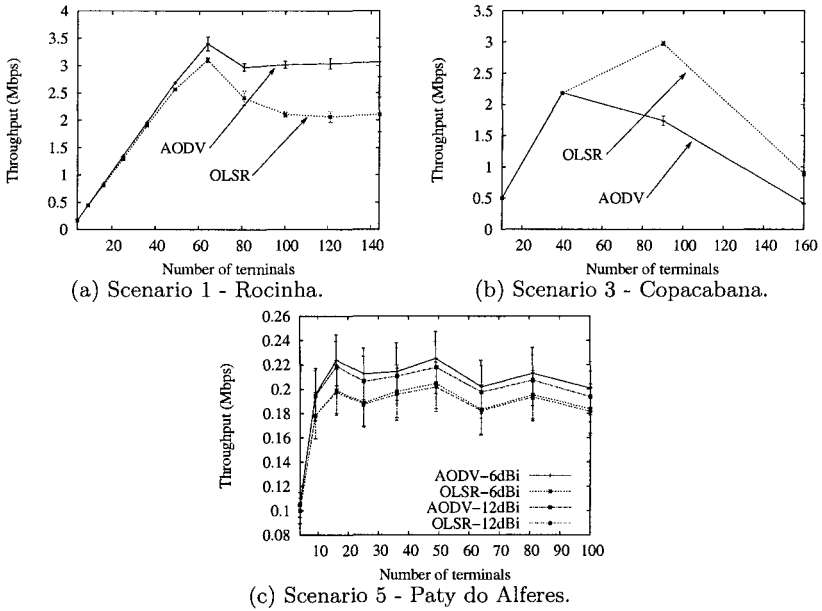 4
3.5
3
2.5
2
1.5
1
0.5
0
Throughput (Mbps)
AODV
OLSR
20 40 60 80 100 120 140
Number of terminals
(a) Scenario 1 - Rocinha.
3.5
3
2.5
2
1.5
1
0.5
0
Throughput (Mbps)
OLSR
AODV
20 40 60 80 100 120 140 160
Number of terminals
(b) Scenario 3 - Copacabana.
0.26
0.24
0.22
0.2
0.18
0.16
0.14
0.12
0.1
0.08
Throughput (Mbps)
AODV-6dBi
OLSR-6dBi
AODV-12dBi
OLSR-12dBi
10 20 30 40 50 60 70 80 90 100
Number of terminals
(c) Scenario 5 - Paty do Alferes.